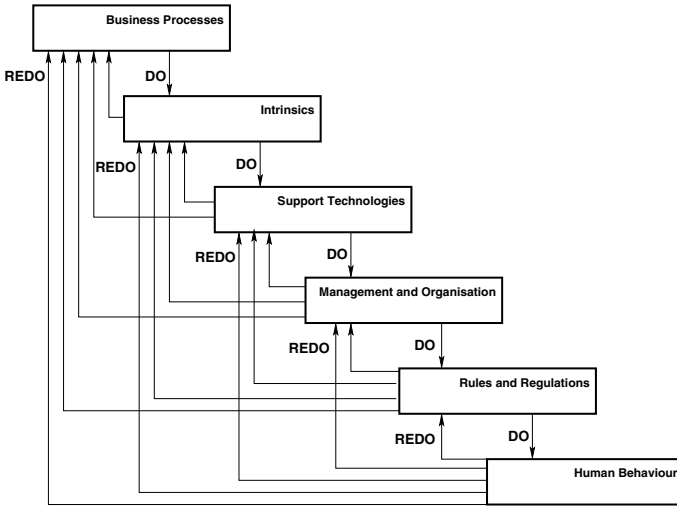 Business Processes
REDO
DO
Intrinsics
REDO
DO
Support Technologies
REDO
DO
Management and Organisation
REDO
DO
Rules and Regulations
REDO
DO
Human Behaviour